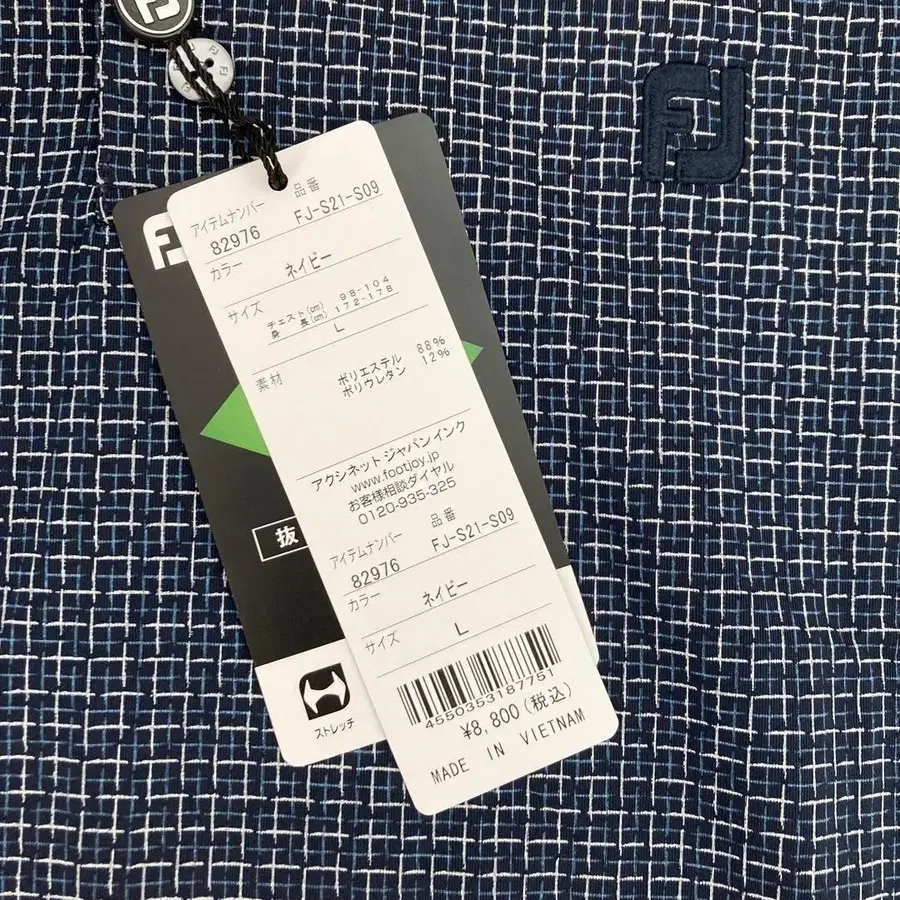 FJ
FJ
FJ
アイテムナンバー 品番
82976 FJ-S21-S09
カラー ネイビー
サイズ
チェスト(cm) 98-104
身 長(cm) 172-178
L
素材
ポリエステル 88%
ポリウレタン 12%
アクシネット ジャパン インク
www.footjoy.jp
お客様相談ダイヤル
0120-935-325
アイテムナンバー 品番
82976 FJ-S21-S09
カラー ネイビー
サイズ L
4550353187751
¥8,800(税込)
MADE IN VIETNAM
抜
ストレッチ